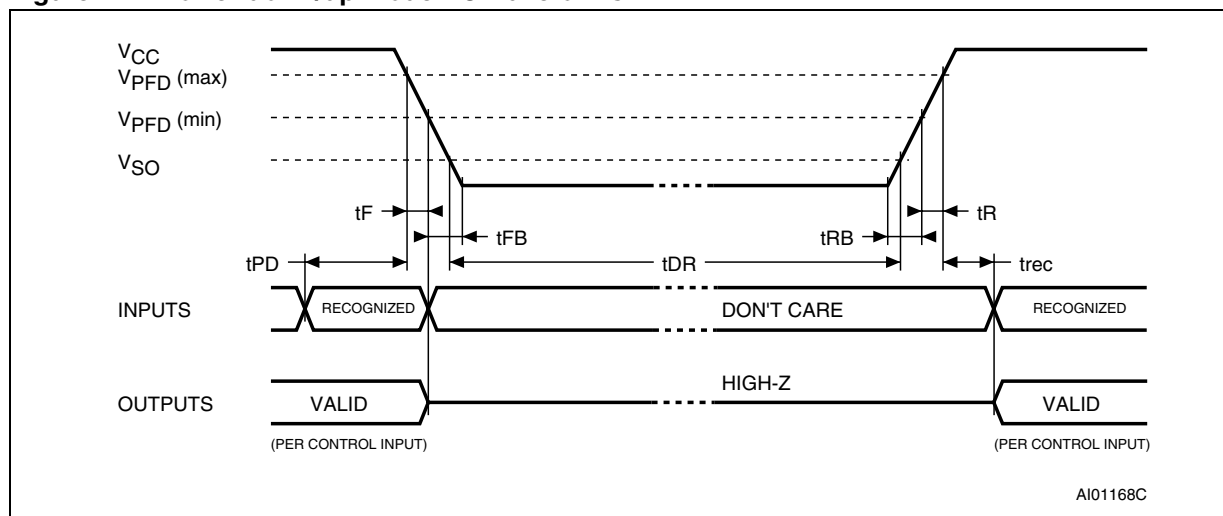 VCC
VPFD (max)
VPFD (min)
VSO
tF
tR
tFB
tRB
tPD
tDR
trec
INPUTS
RECOGNIZED
DON'T CARE
RECOGNIZED
HIGH-Z
OUTPUTS
VALID
VALID
(PER CONTROL INPUT)
(PER CONTROL INPUT)
AI01168C